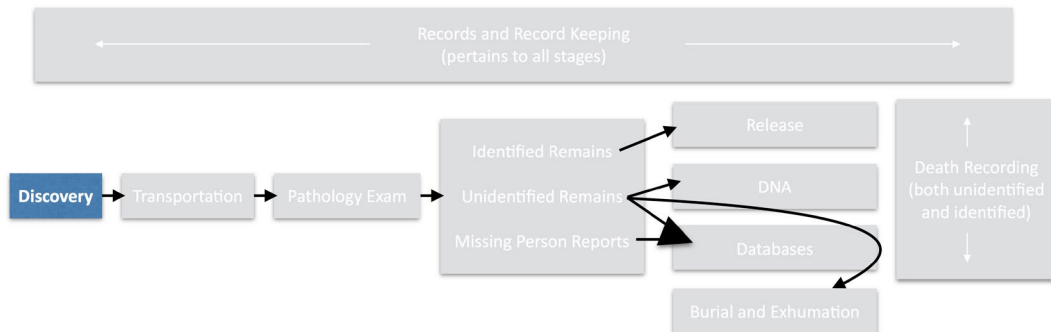 Records and Record Keeping
(pertains to all stages)
Discovery
Transportation
Pathology Exam
Identified Remains
Unidentified Remains
Missing Person Reports
Release
DNA
Databases
Burial and Exhumation
Death Recording
(both unidentified
and identified)